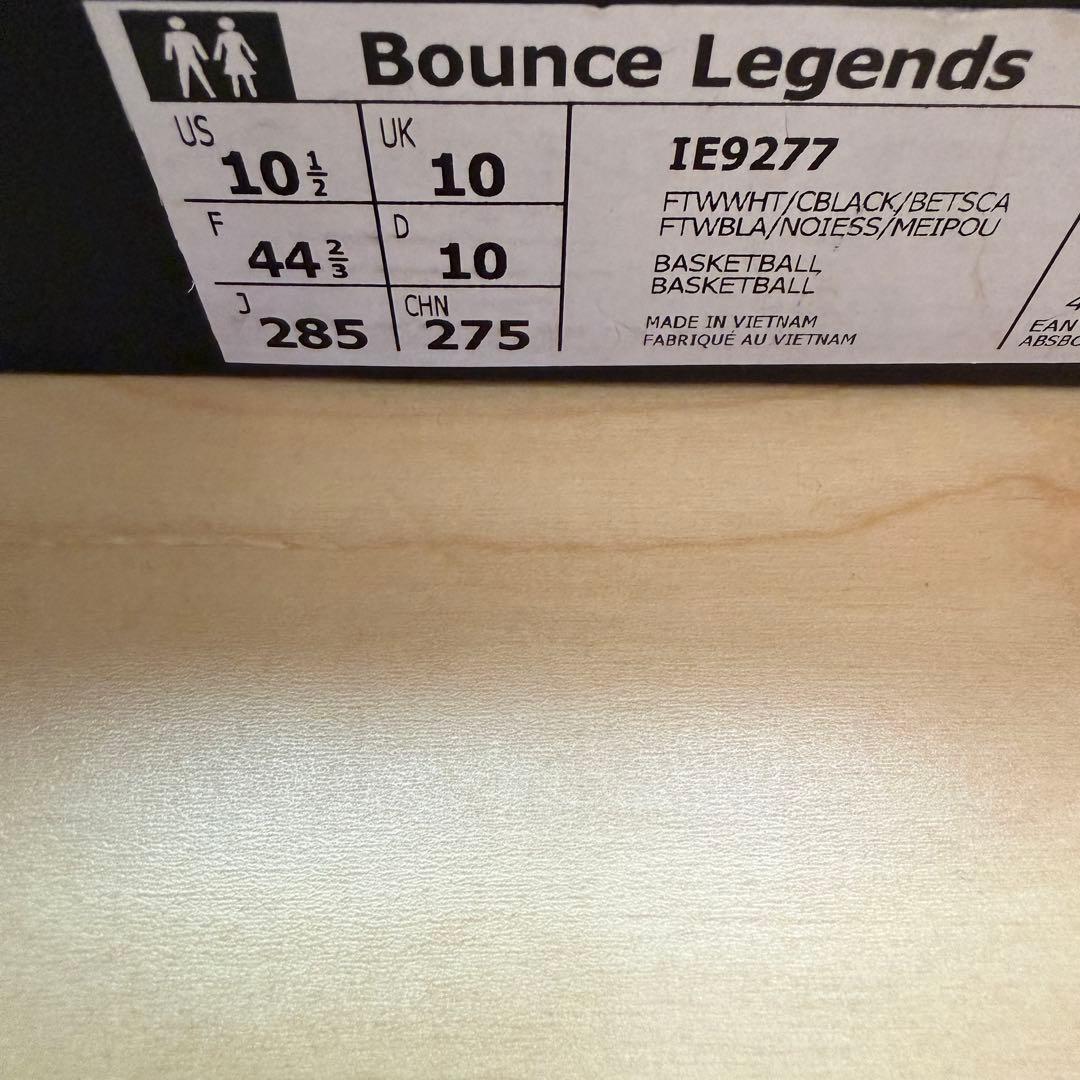 Bounce Legends
US 10 1/2
UK 10
F 44 2/3
D 10
J 285
CHN 275
IE9277
FTWWHT/CBLACK/BETSCA
FTWBLA/NOIESS/MEIPOU
BASKETBALL
BASKETBALL
MADE IN VIETNAM
FABRIQUÉ AU VIETNAM
4
EAN